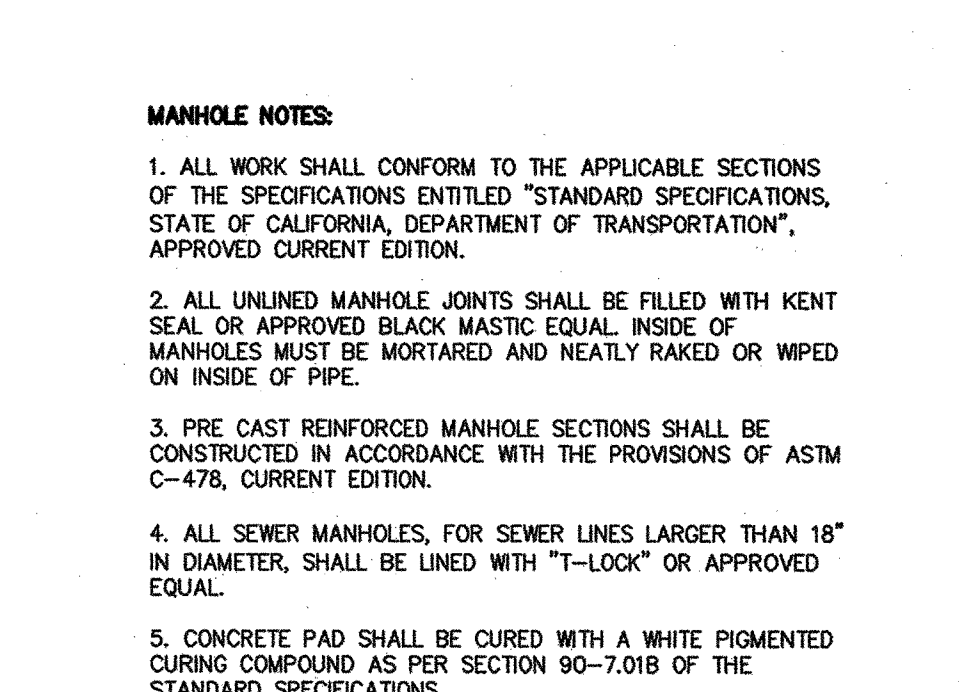 MANHOLE NOTES:
1. ALL WORK SHALL CONFORM TO THE APPLICABLE SECTIONS
OF THE SPECIFICATIONS ENTITLED "STANDARD SPECIFICATIONS,
STATE OF CALIFORNIA, DEPARTMENT OF TRANSPORTATION",
APPROVED CURRENT EDITION.
2. ALL UNLINED MANHOLE JOINTS SHALL BE FILLED WITH KENT
SEAL OR APPROVED BLACK MASTIC EQUAL. INSIDE OF
MANHOLES MUST BE MORTARED AND NEATLY RAKED OR WIPED
ON INSIDE OF PIPE.
3. PRE CAST REINFORCED MANHOLE SECTIONS SHALL BE
CONSTRUCTED IN ACCORDANCE WITH THE PROVISIONS OF ASTM
C-478, CURRENT EDITION.
4. ALL SEWER MANHOLES, FOR SEWER LINES LARGER THAN 18"
IN DIAMETER, SHALL BE LINED WITH "T-LOCK" OR APPROVED
EQUAL.
5. CONCRETE PAD SHALL BE CURED WITH A WHITE PIGMENTED
CURING COMPOUND AS PER SECTION 90-7.01B OF THE
STANDARD SPECIFICATIONS